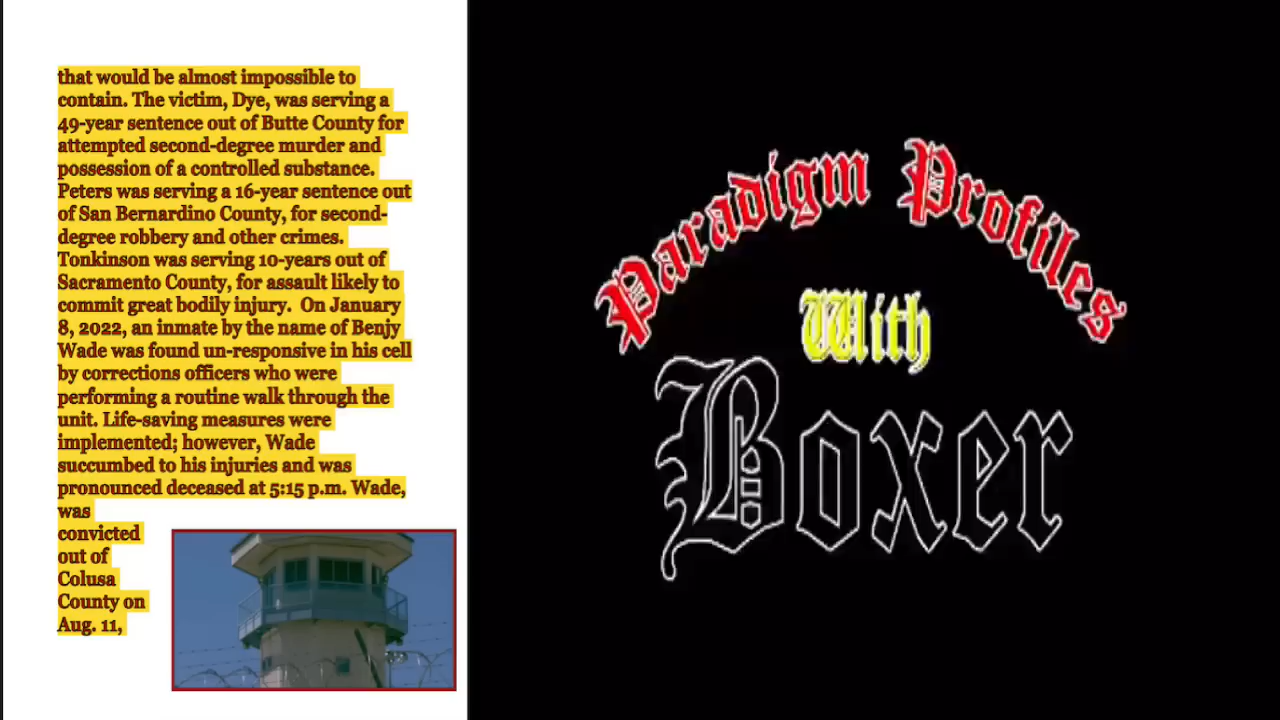 that would be almost impossible to
contain. The victim, Dye, was serving a
49-year sentence out of Butte County for
attempted second-degree murder and
possession of a controlled substance.
Peters was serving a 16-year sentence out
of San Bernardino County, for second-
degree robbery and other crimes.
Tonkinson was serving 10-years out of
Sacramento County, for assault likely to
commit great bodily injury.  On January
8, 2022, an inmate by the name of Benjy
Wade was found un-responsive in his cell
by corrections officers who were
performing a routine walk through the
unit. Life-saving measures were
implemented; however, Wade
succumbed to his injuries and was
pronounced deceased at 5:15 p.m. Wade,
was
convicted
out of
Colusa
County on
Aug. 11,
Paradigm Profiles
With
Boxer